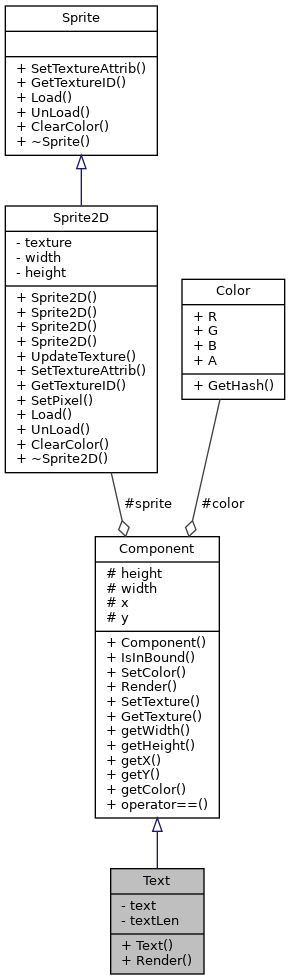 Sprite
+ SetTextureAttrib()
+ GetTextureID()
+ Load()
+ UnLoad()
+ ClearColor()
+ ~Sprite()
Sprite2D
- texture
- width
- height
+ Sprite2D()
+ Sprite2D()
+ Sprite2D()
+ Sprite2D()
+ UpdateTexture()
+ SetTextureAttrib()
+ GetTextureID()
+ SetPixel()
+ Load()
+ UnLoad()
+ ClearColor()
+ ~Sprite2D()
Color
+ R
+ G
+ B
+ A
+ GetHash()
#sprite
#color
Component
# height
# width
# x
# y
+ Component()
+ IsInBound()
+ SetColor()
+ Render()
+ SetTexture()
+ GetTexture()
+ getWidth()
+ getHeight()
+ getX()
+ getY()
+ getColor()
+ operator==()
Text
- text
- textLen
+ Text()
+ Render()